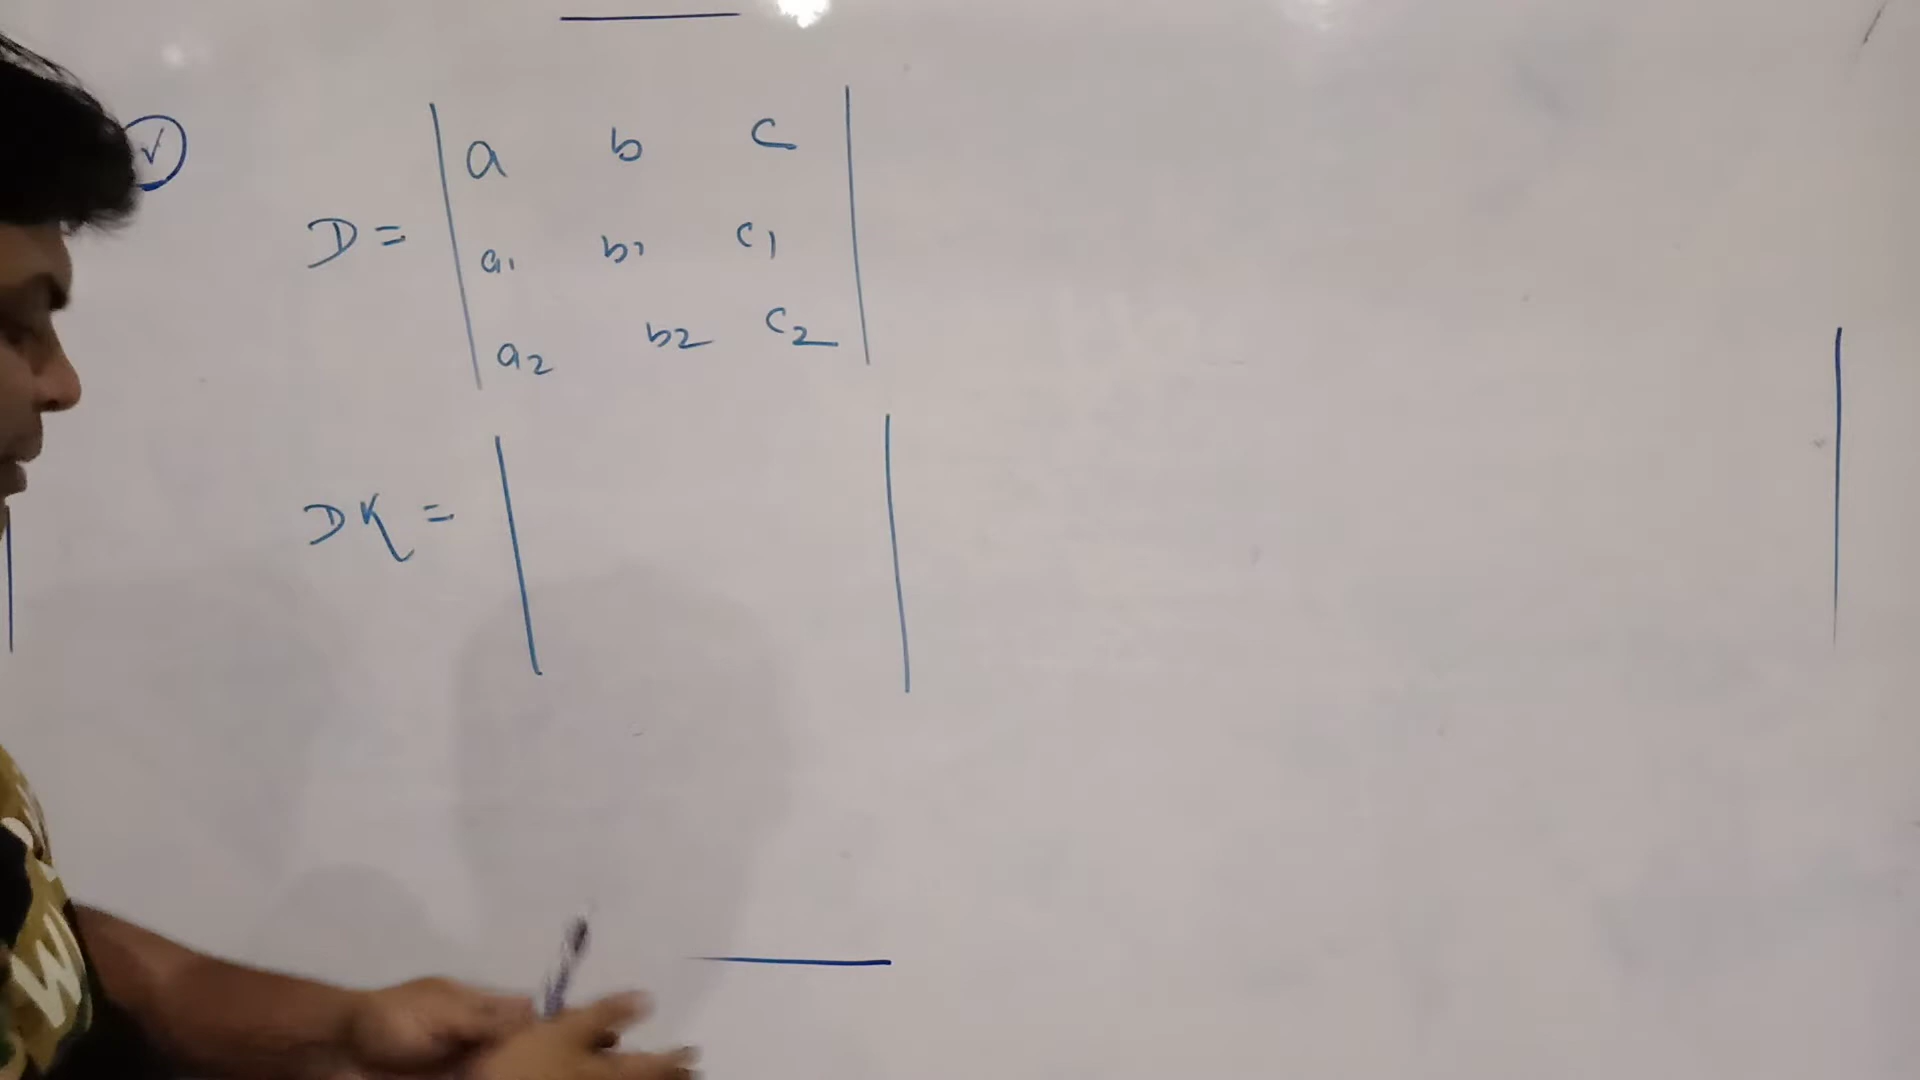 V
a b c
D =
a1 b1 c1
a2 b2 c2
DK =
W